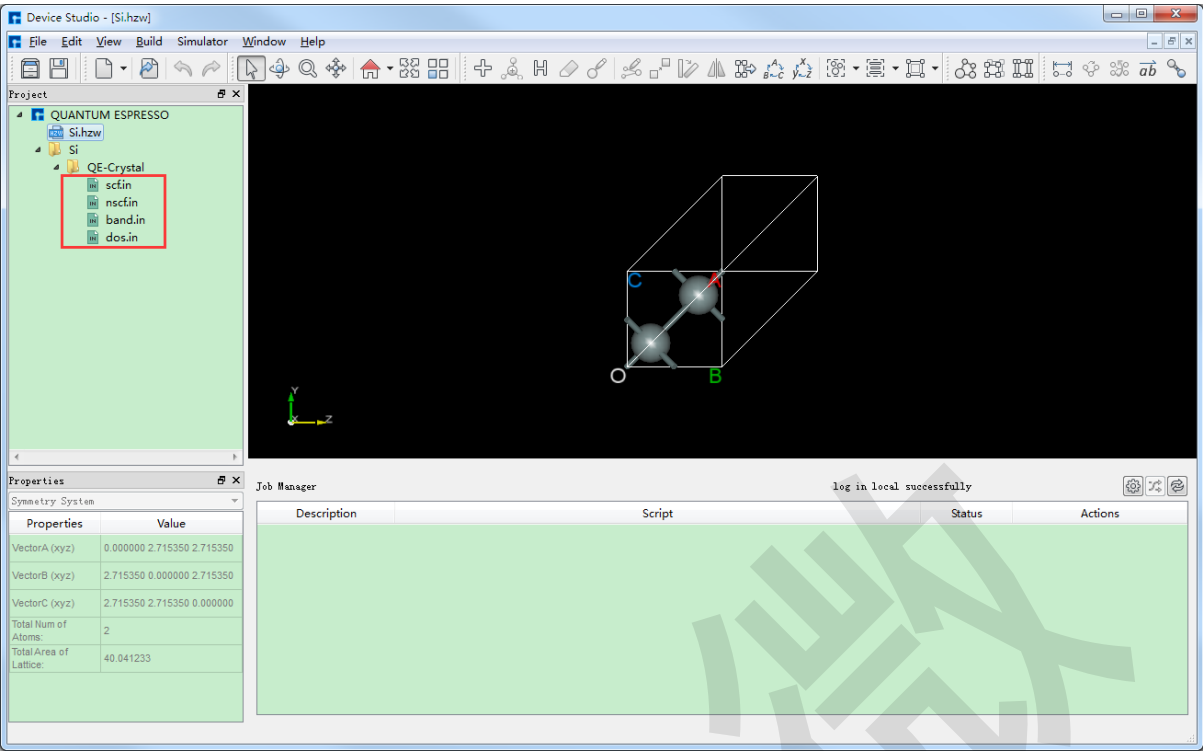 Device Studio - [Si.hzw]
File Edit View Build Simulator Window Help
Project
QUANTUM ESPRESSO
Si.hzw
Si
QE-Crystal
scf.in
nscf.in
band.in
dos.in
C A
O B
Y
X Z
Properties
Symmetry System
Properties Value
VectorA (xyz) 0.000000 2.715350 2.715350
VectorB (xyz) 2.715350 0.000000 2.715350
VectorC (xyz) 2.715350 2.715350 0.000000
Total Num of
Atoms: 2
Total Area of
Lattice: 40.041233
Job Manager log in local successfully
Description Script Status Actions